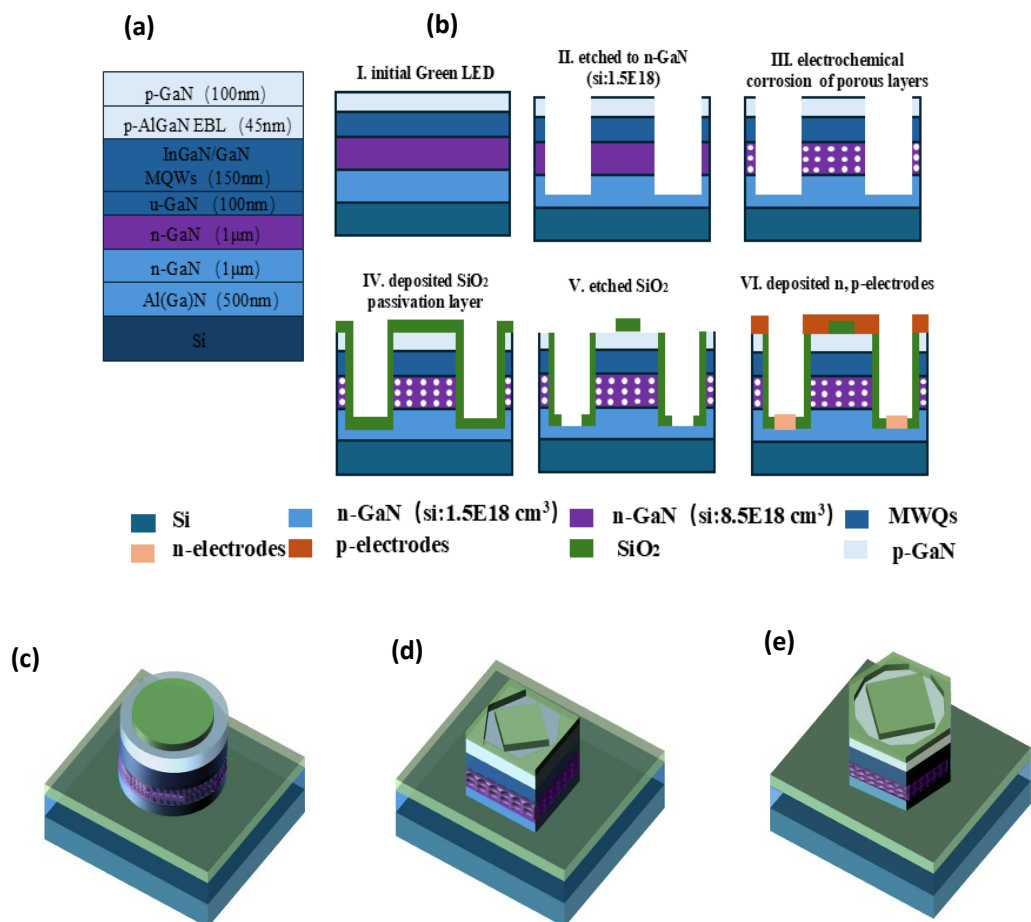 (a)
p-GaN (100nm)
p-AlGaN EBL (45nm)
InGaN/GaN
MQWs (150nm)
u-GaN (100nm)
n-GaN (1μm)
n-GaN (1μm)
Al(Ga)N (500nm)
Si
(b)
I. initial Green LED
II. etched to n-GaN
(si:1.5E18)
III. electrochemical
corrosion of porous layers
IV. deposited SiO₂
passivation layer
V. etched SiO₂
VI. deposited n, p-electrodes
Si
n-GaN (si:1.5E18 cm³)
n-GaN (si:8.5E18 cm³)
MWQs
n-electrodes
p-electrodes
SiO₂
p-GaN
(c)
(d)
(e)